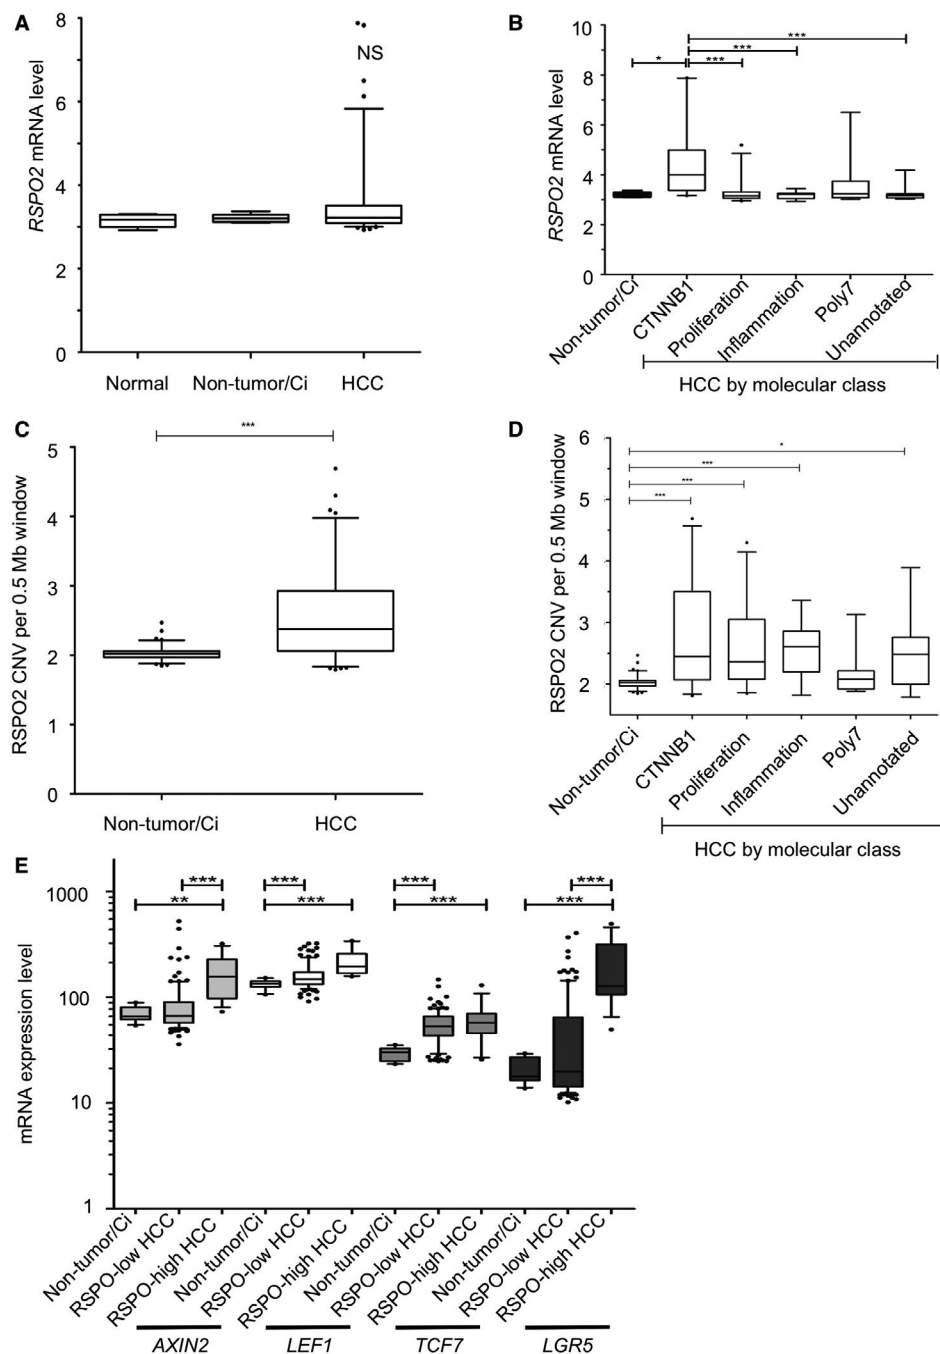 A
RSPO2 mRNA level
8
6
4
2
0
NS
Normal
Non-tumor/Ci
HCC
B
RSPO2 mRNA level
10
8
6
4
2
0
***
***
* ***
Non-tumor/Ci
CTNNB1
Proliferation
Inflammation
Poly7
Unannotated
HCC by molecular class
C
RSPO2 CNV per 0.5 Mb window
5
4
3
2
1
0
***
Non-tumor/Ci
HCC
D
RSPO2 CNV per 0.5 Mb window
6
5
4
3
2
*
***
***
***
Non-tumor/Ci
CTNNB1
Proliferation
Inflammation
Poly7
Unannotated
HCC by molecular class
E
mRNA expression level
1000
100
10
1
*** *** *** ***
** *** *** ***
Non-tumor/Ci
RSPO-low HCC
RSPO-high HCC
Non-tumor/Ci
RSPO-low HCC
RSPO-high HCC
Non-tumor/Ci
RSPO-low HCC
RSPO-high HCC
Non-tumor/Ci
RSPO-low HCC
RSPO-high HCC
AXIN2
LEF1
TCF7
LGR5